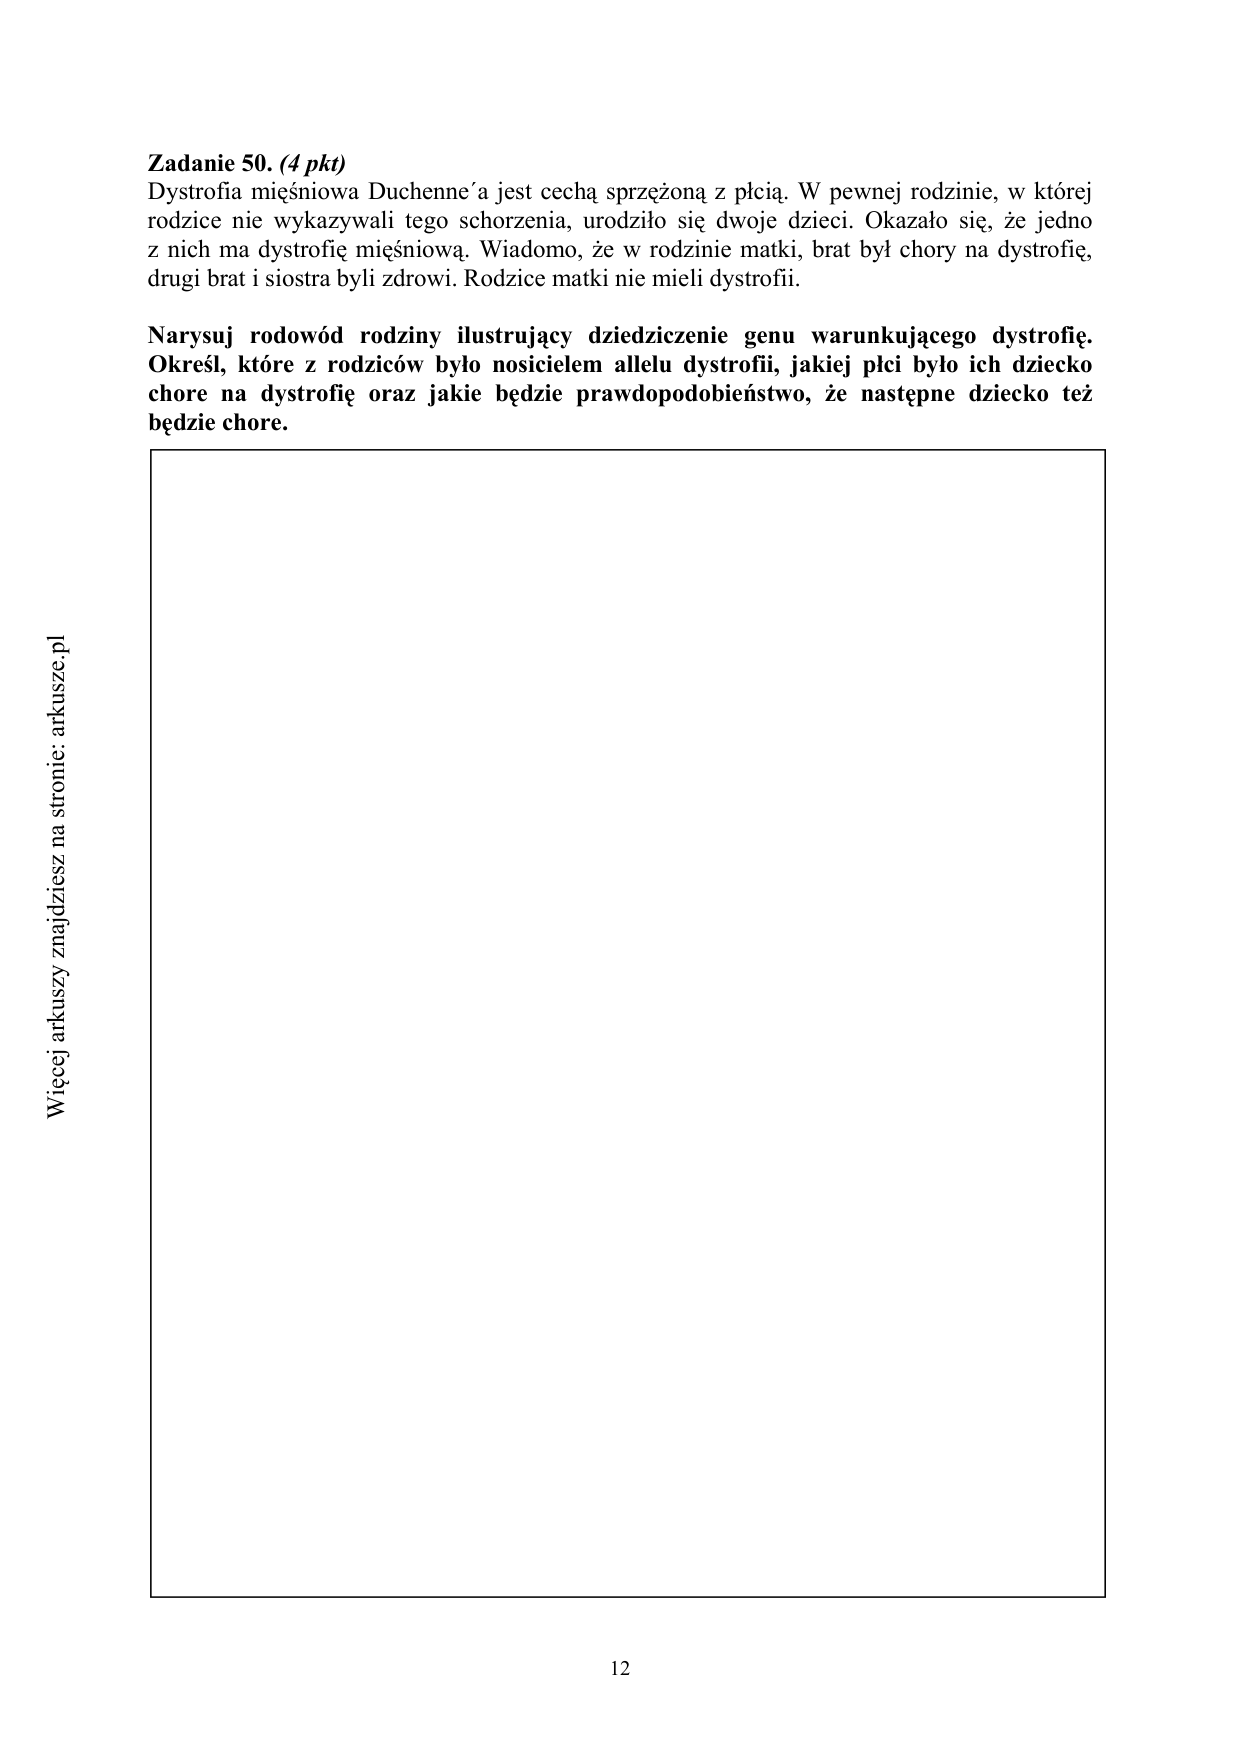 Zadanie 50. (4 pkt)
Dystrofia mięśniowa Duchenne´a jest cechą sprzężoną z płcią. W pewnej rodzinie, w której
rodzice nie wykazywali tego schorzenia, urodziło się dwoje dzieci. Okazało się, że jedno
z nich ma dystrofię mięśniową. Wiadomo, że w rodzinie matki, brat był chory na dystrofię,
drugi brat i siostra byli zdrowi. Rodzice matki nie mieli dystrofii.
Narysuj rodowód rodziny ilustrujący dziedziczenie genu warunkującego dystrofię.
Określ, które z rodziców było nosicielem allelu dystrofii, jakiej płci było ich dziecko
chore na dystrofię oraz jakie będzie prawdopodobieństwo, że następne dziecko też
będzie chore.
Więcej arkuszy znajdziesz na stronie: arkusze.pl
12